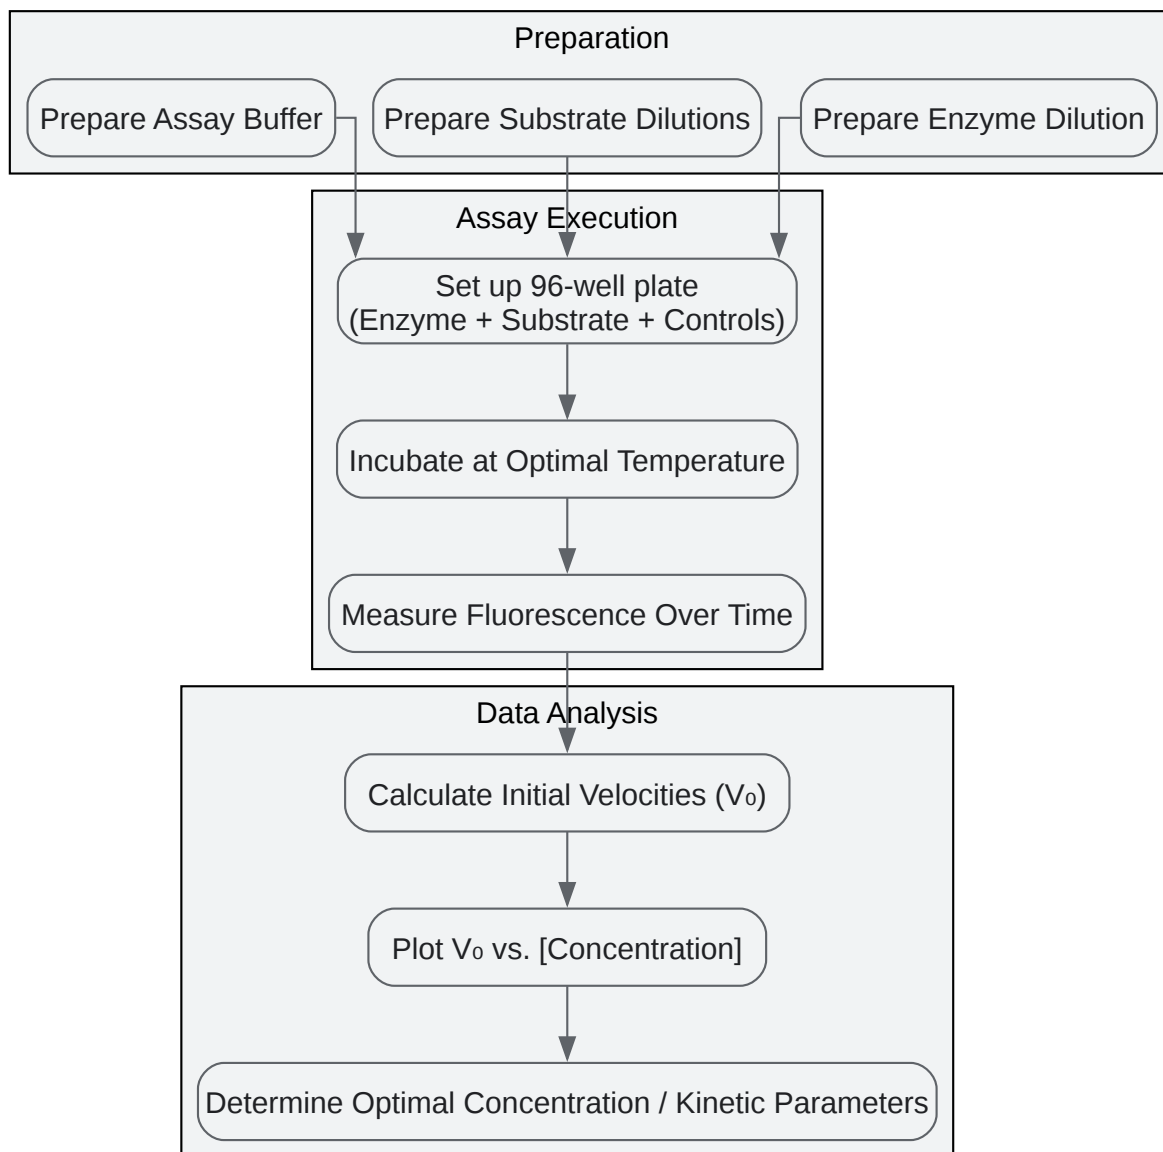 Preparation
Prepare Assay Buffer
Prepare Substrate Dilutions
Prepare Enzyme Dilution
Assay Execution
Set up 96-well plate
(Enzyme + Substrate + Controls)
Incubate at Optimal Temperature
Measure Fluorescence Over Time
Data Analysis
Calculate Initial Velocities (V₀)
Plot V₀ vs. [Concentration]
Determine Optimal Concentration / Kinetic Parameters